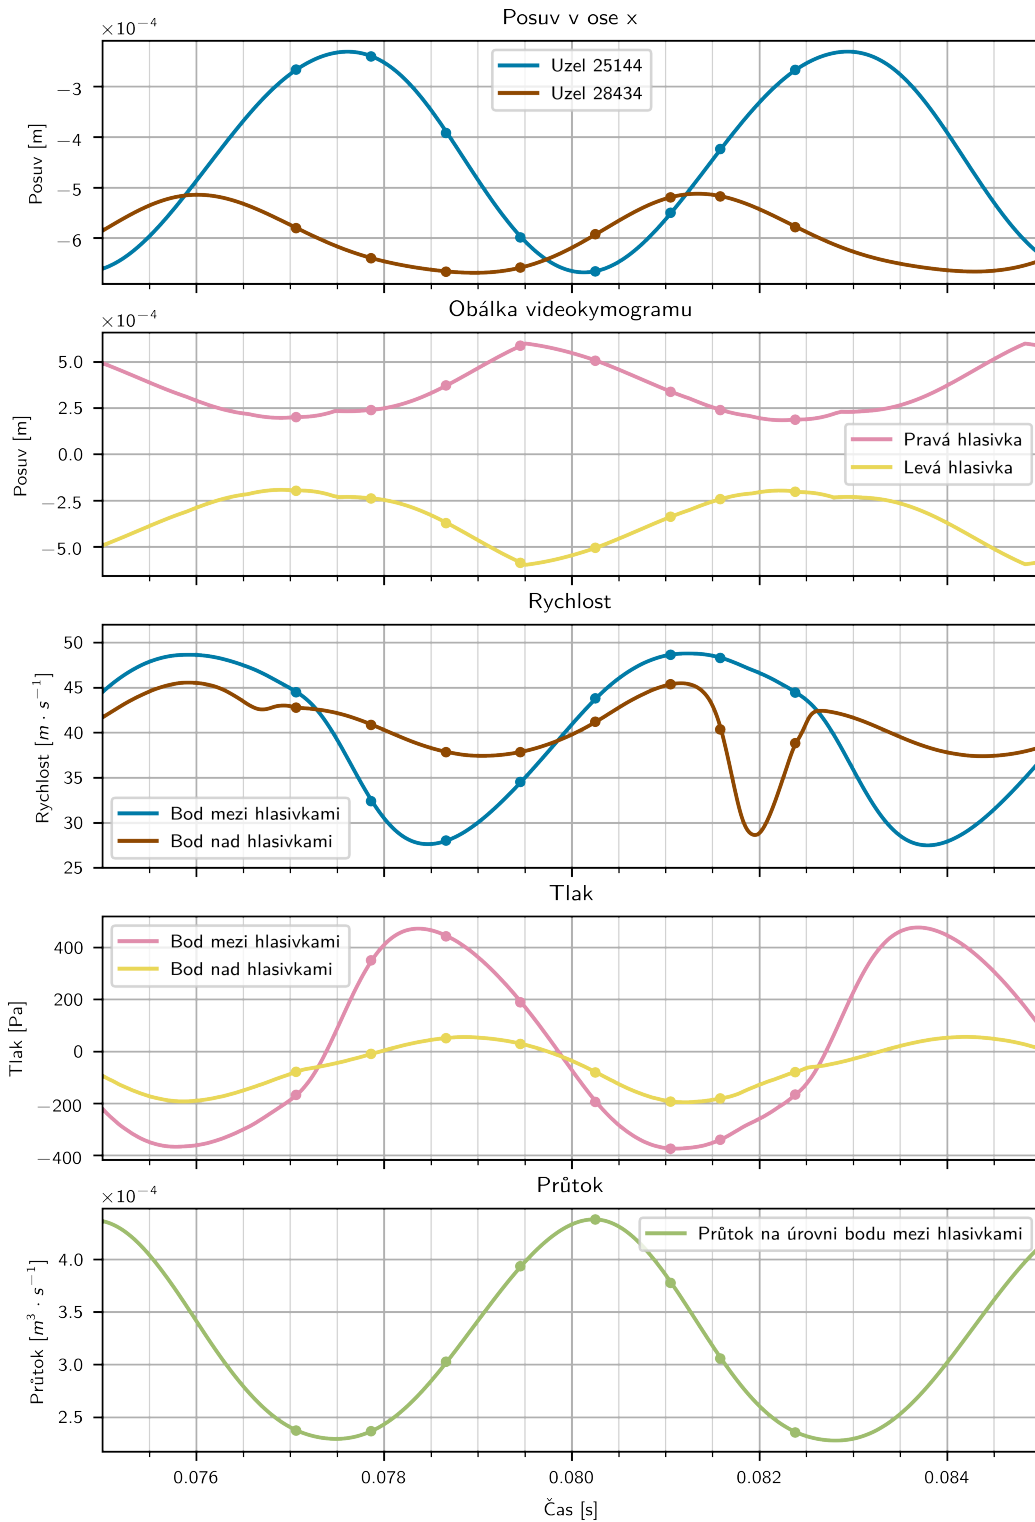 Posuv v ose x
×10⁻⁴
−3
−4
−5
−6
Posuv [m]
Uzel 25144
Uzel 28434
Obálka videokymogramu
×10⁻⁴
5.0
2.5
0.0
−2.5
−5.0
Posuv [m]
Pravá hlasivka
Levá hlasivka
Rychlost
50
45
40
35
30
25
Rychlost [m · s⁻¹]
Bod mezi hlasivkami
Bod nad hlasivkami
Tlak
400
200
0
−200
−400
Tlak [Pa]
Bod mezi hlasivkami
Bod nad hlasivkami
Průtok
×10⁻⁴
4.0
3.5
3.0
2.5
Průtok [m³ · s⁻¹]
Průtok na úrovni bodu mezi hlasivkami
0.076 0.078 0.080 0.082 0.084
Čas [s]